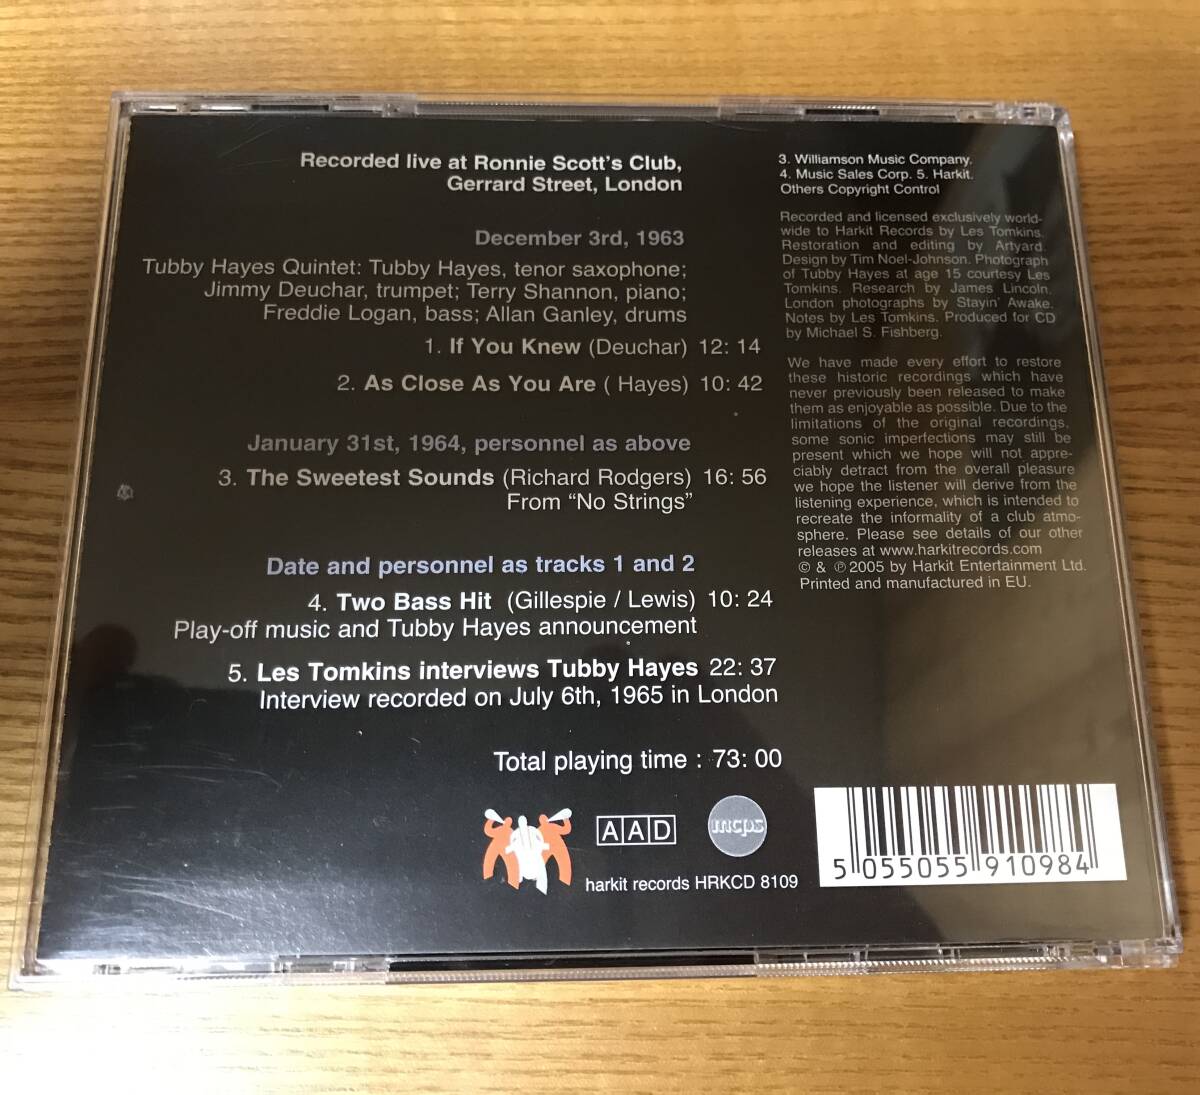 Recorded live at Ronnie Scott's Club,
Gerrard Street, London
December 3rd, 1963
Tubby Hayes Quintet: Tubby Hayes, tenor saxophone;
Jimmy Deuchar, trumpet; Terry Shannon, piano;
Freddie Logan, bass; Allan Ganley, drums
1. If You Knew (Deuchar) 12: 14
2. As Close As You Are ( Hayes) 10: 42
January 31st, 1964, personnel as above
3. The Sweetest Sounds (Richard Rodgers) 16: 56
From “No Strings”
Date and personnel as tracks 1 and 2
4. Two Bass Hit (Gillespie / Lewis) 10: 24
Play-off music and Tubby Hayes announcement
5. Les Tomkins interviews Tubby Hayes 22: 37
Interview recorded on July 6th, 1965 in London
Total playing time : 73: 00
3. Williamson Music Company.
4. Music Sales Corp. 5. Harkit.
Others Copyright Control
Recorded and licensed exclusively world-
wide to Harkit Records by Les Tomkins.
Restoration and editing by Artyard.
Design by Tim Noel-Johnson. Photograph
of Tubby Hayes at age 15 courtesy Les
Tomkins. Research by James Lincoln.
London photographs by Stayin' Awake.
Notes by Les Tomkins. Produced for CD
by Michael S. Fishberg.
We have made every effort to restore
these historic recordings which have
never previously been released to make
them as enjoyable as possible. Due to the
limitations of the original recordings,
some sonic imperfections may still be
present which we hope will not appre-
ciably detract from the overall pleasure
we hope the listener will derive from the
listening experience, which is intended to
recreate the informality of a club atmo-
sphere. Please see details of our other
releases at www.harkitrecords.com
© & ℗ 2005 by Harkit Entertainment Ltd.
Printed and manufactured in EU.
AAD
mcps
harkit records HRKCD 8109
5 055055 910984